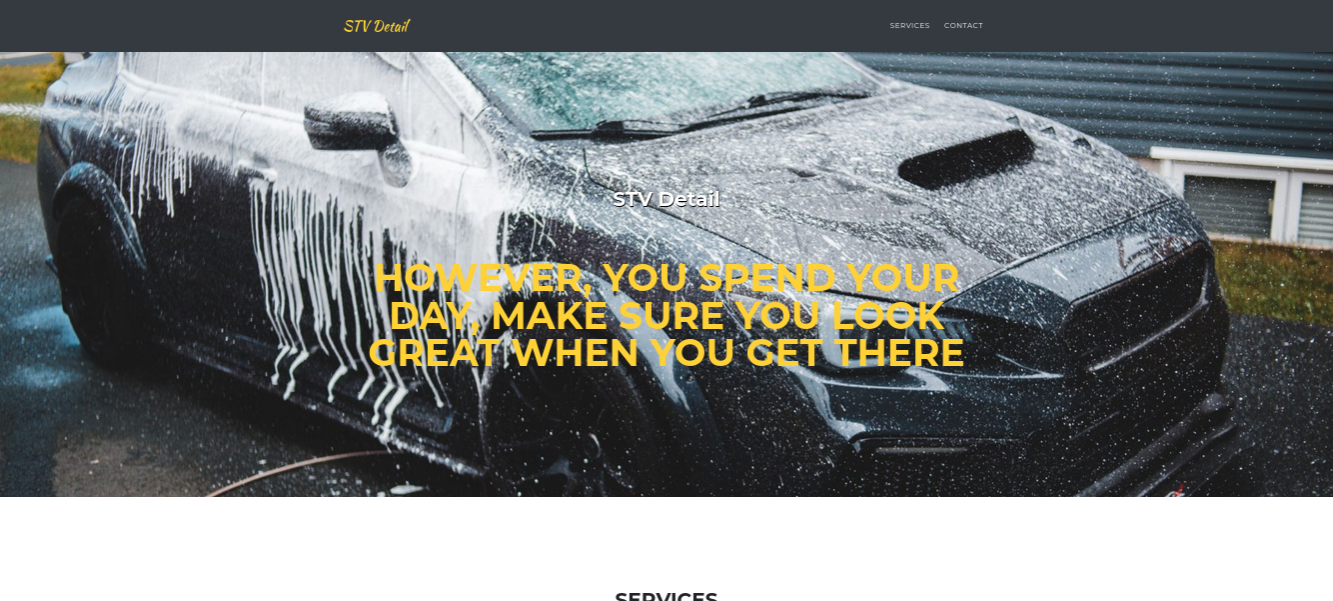 STV Detail
SERVICES CONTACT
STV Detail
HOWEVER, YOU SPEND YOUR
DAY, MAKE SURE YOU LOOK
GREAT WHEN YOU GET THERE
SERVICES